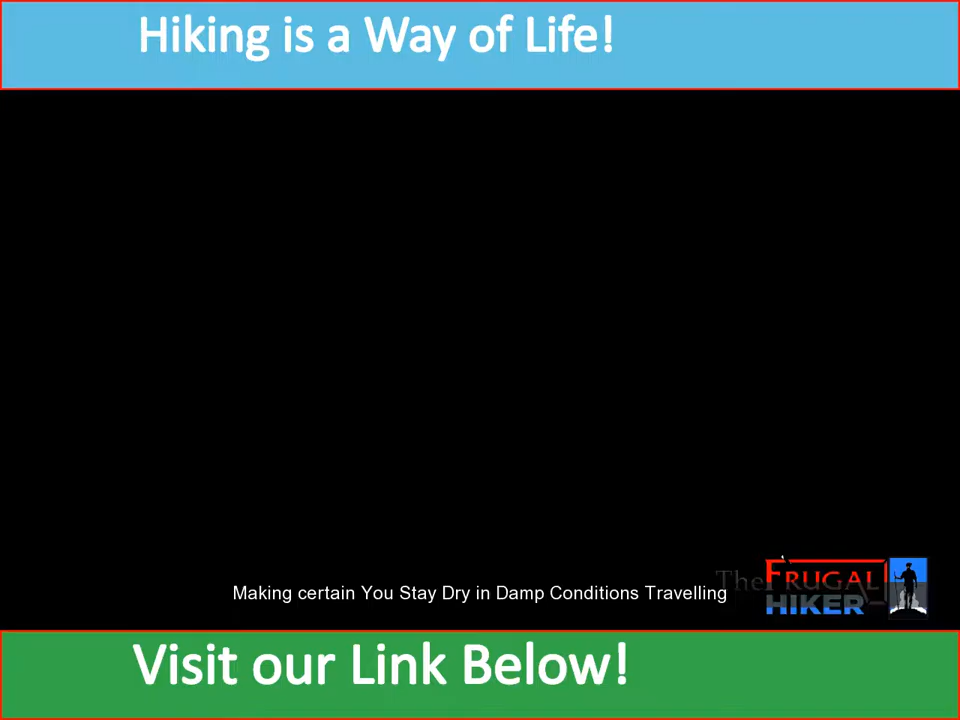 Hiking is a Way of Life!
The FRUGAL
HIKER
Making certain You Stay Dry in Damp Conditions Travelling
Visit our Link Below!